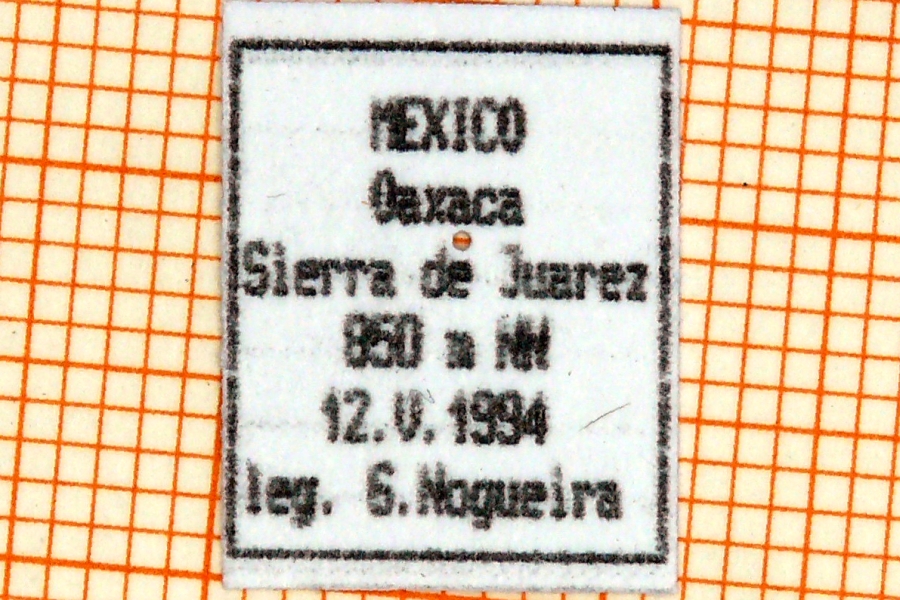 MEXICO
Oaxaca
Sierra de Juarez
850 m NN
12.V.1994
leg. G.Nogueira